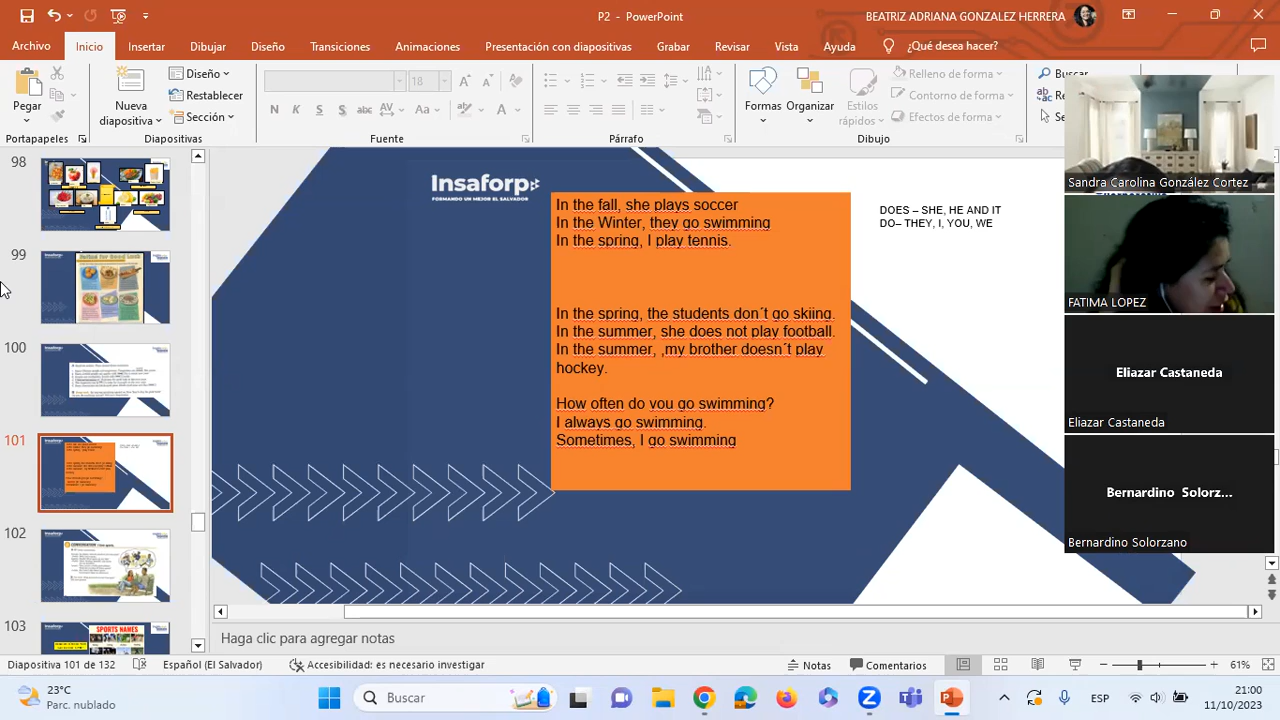 P2 - PowerPoint
BEATRIZ ADRIANA GONZALEZ HERRERA
Archivo Inicio Insertar Dibujar Diseño Transiciones Animaciones Presentación con diapositivas Grabar Revisar Vista Ayuda ¿Qué desea hacer?
Pegar
Portapapeles
Nueva diapositiva
Diseño
Restablecer
Sección
Diapositivas
18
N K S S abc AV Aa A
Fuente
Párrafo
Formas
Organizar
Estilos rápidos
Relleno de forma
Contorno de forma
Efectos de forma
Dibujo
Buscar
98
99
100
101
102
CONVERSATION
103
SPORTS NAMES
Insaforp
FORMANDO UN MEJOR EL SALVADOR
In the fall, she plays soccer
In the Winter, they go swimming
In the spring, I play tennis.
In the spring, the students don´t go skiing.
In the summer, she does not play football.
In the summer, ,my brother doesn´t play
hockey.
How often do you go swimming?
I always go swimming.
Sometimes, I go swimming
DOES – SHE, HE AND IT
DO– THEY, I, YOU, WE
Sandra Carolina González Cortez
FATIMA LOPEZ
Eliazar Castaneda
Eliazar Castaneda
Bernardino Solorz...
Bernardino Solorzano
Haga clic para agregar notas
Diapositiva 101 de 132 Español (El Salvador) Accesibilidad: es necesario investigar Notas Comentarios 61%
23°C
Parc. nublado
Buscar
ESP
21:00
11/10/2023